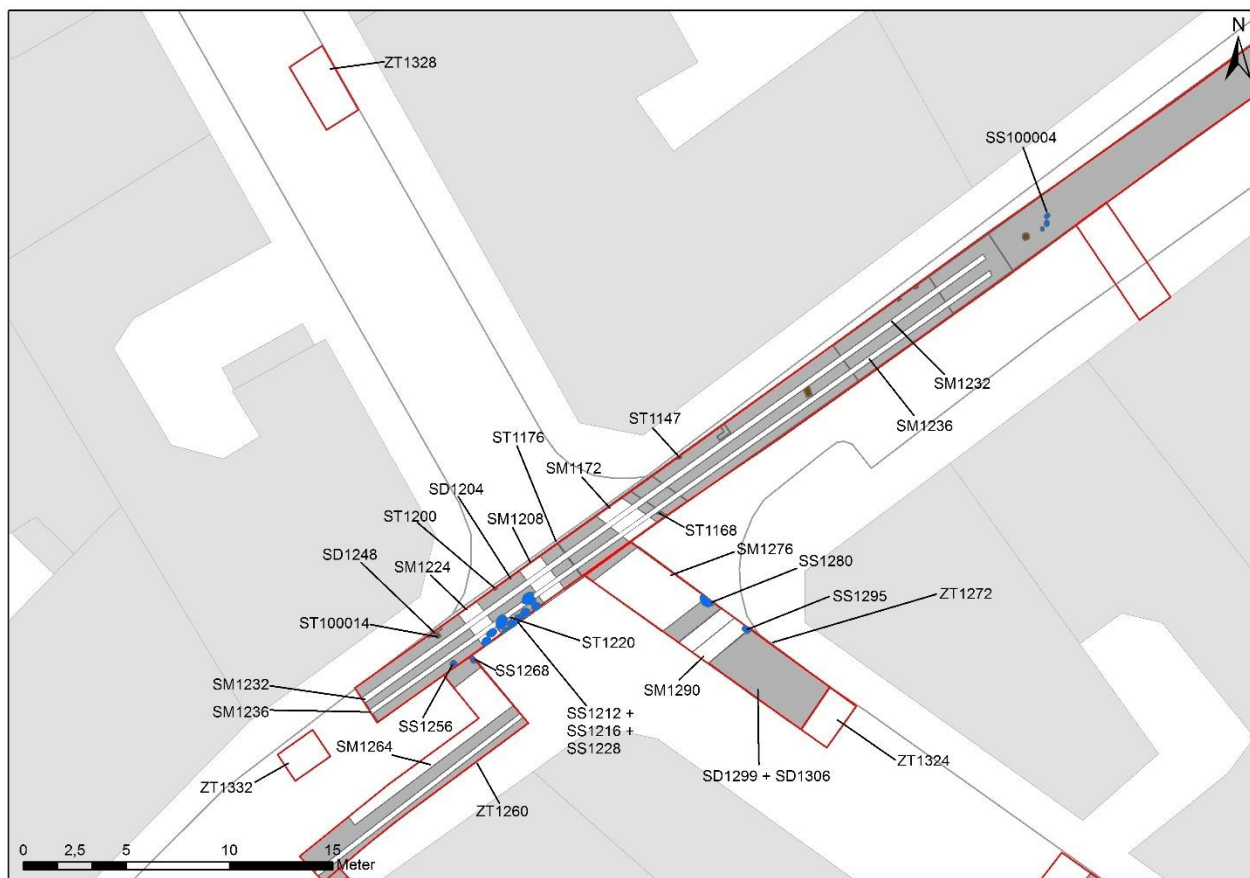 N
ZT1328
SS100004
SM1232
SM1236
ST1147
ST1176
SM1172
SD1204
SM1208
ST1200
ST1168
SM1276
SD1248
SM1224
SS1280
SS1295
ZT1272
ST100014
ST1220
SM1232
SM1236
SS1268
SM1290
SS1256
SS1212 +
SS1216 +
SS1228
SM1264
ZT1324
ZT1332
ZT1260
SD1299 + SD1306
0 2,5 5 10 15
Meter